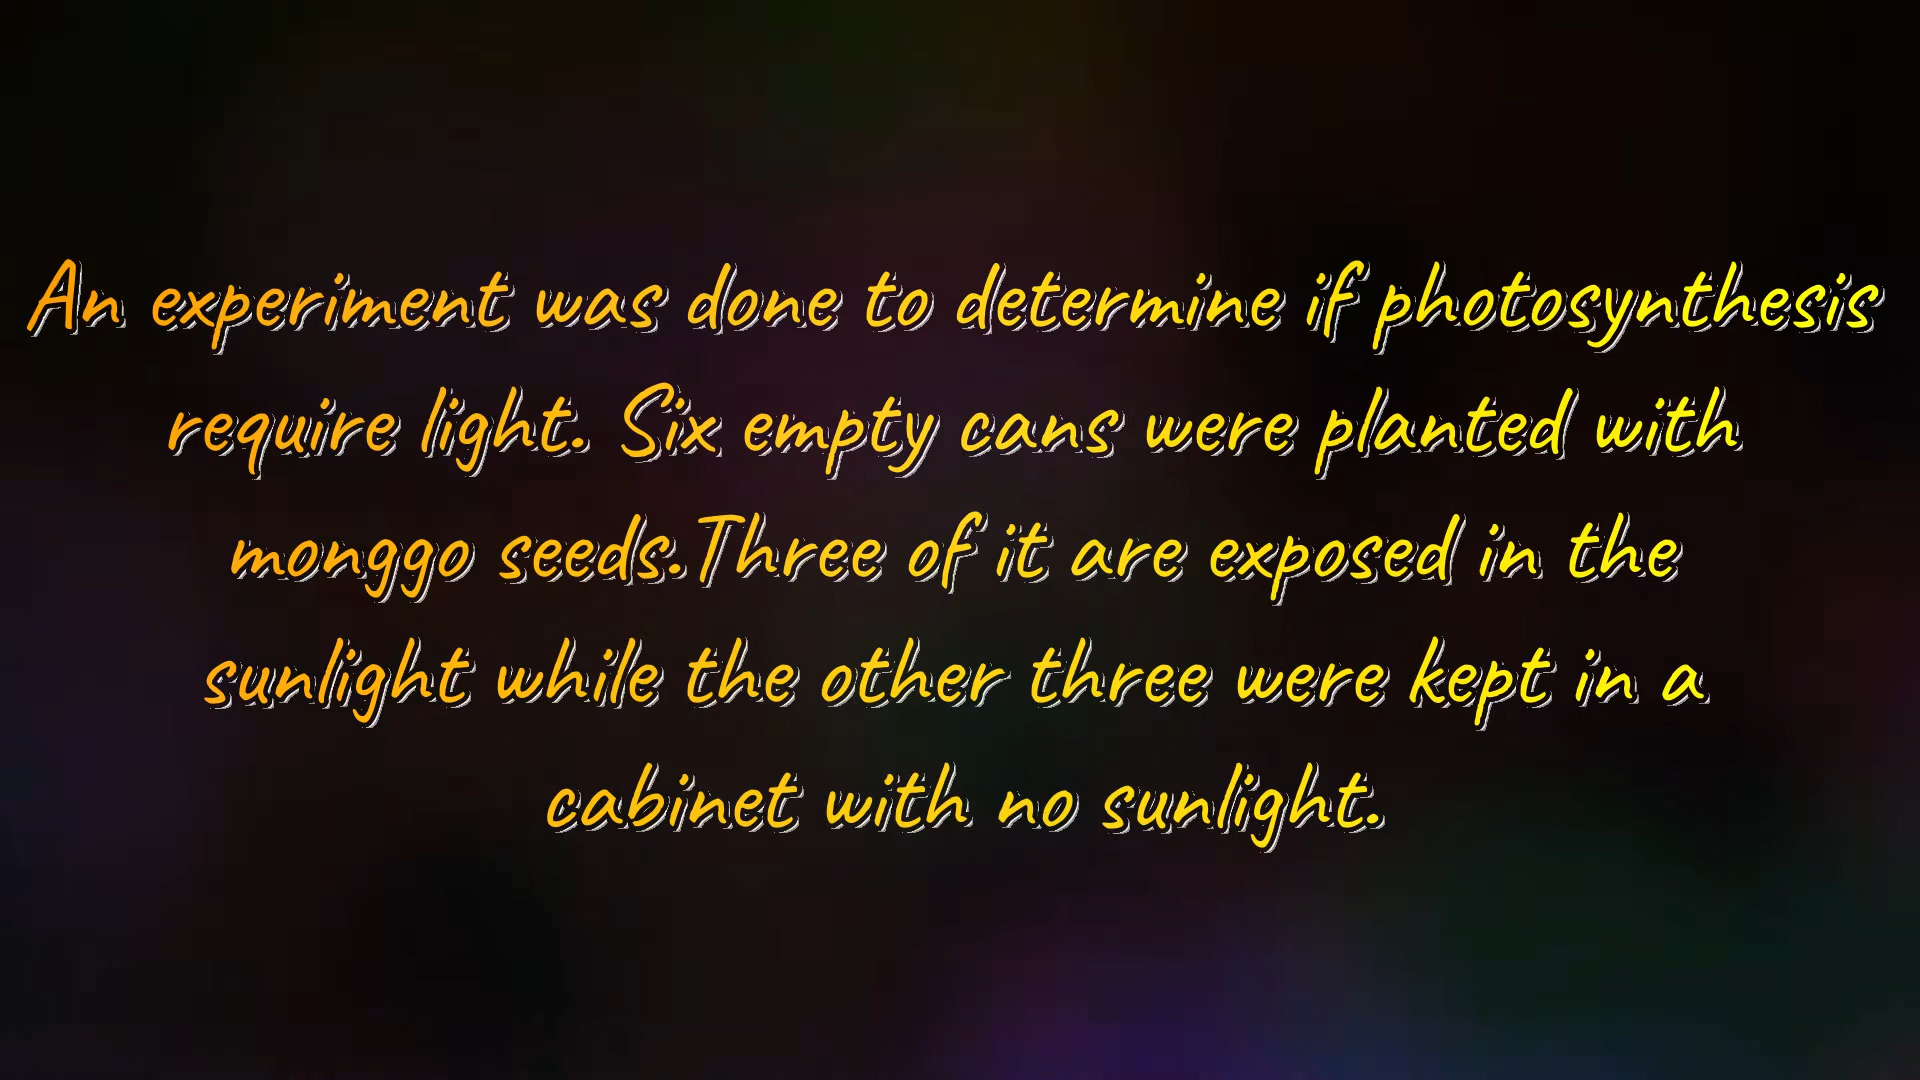 An experiment was done to determine if photosynthesis
require light. Six empty cans were planted with
monggo seeds.Three of it are exposed in the
sunlight while the other three were kept in a
cabinet with no sunlight.